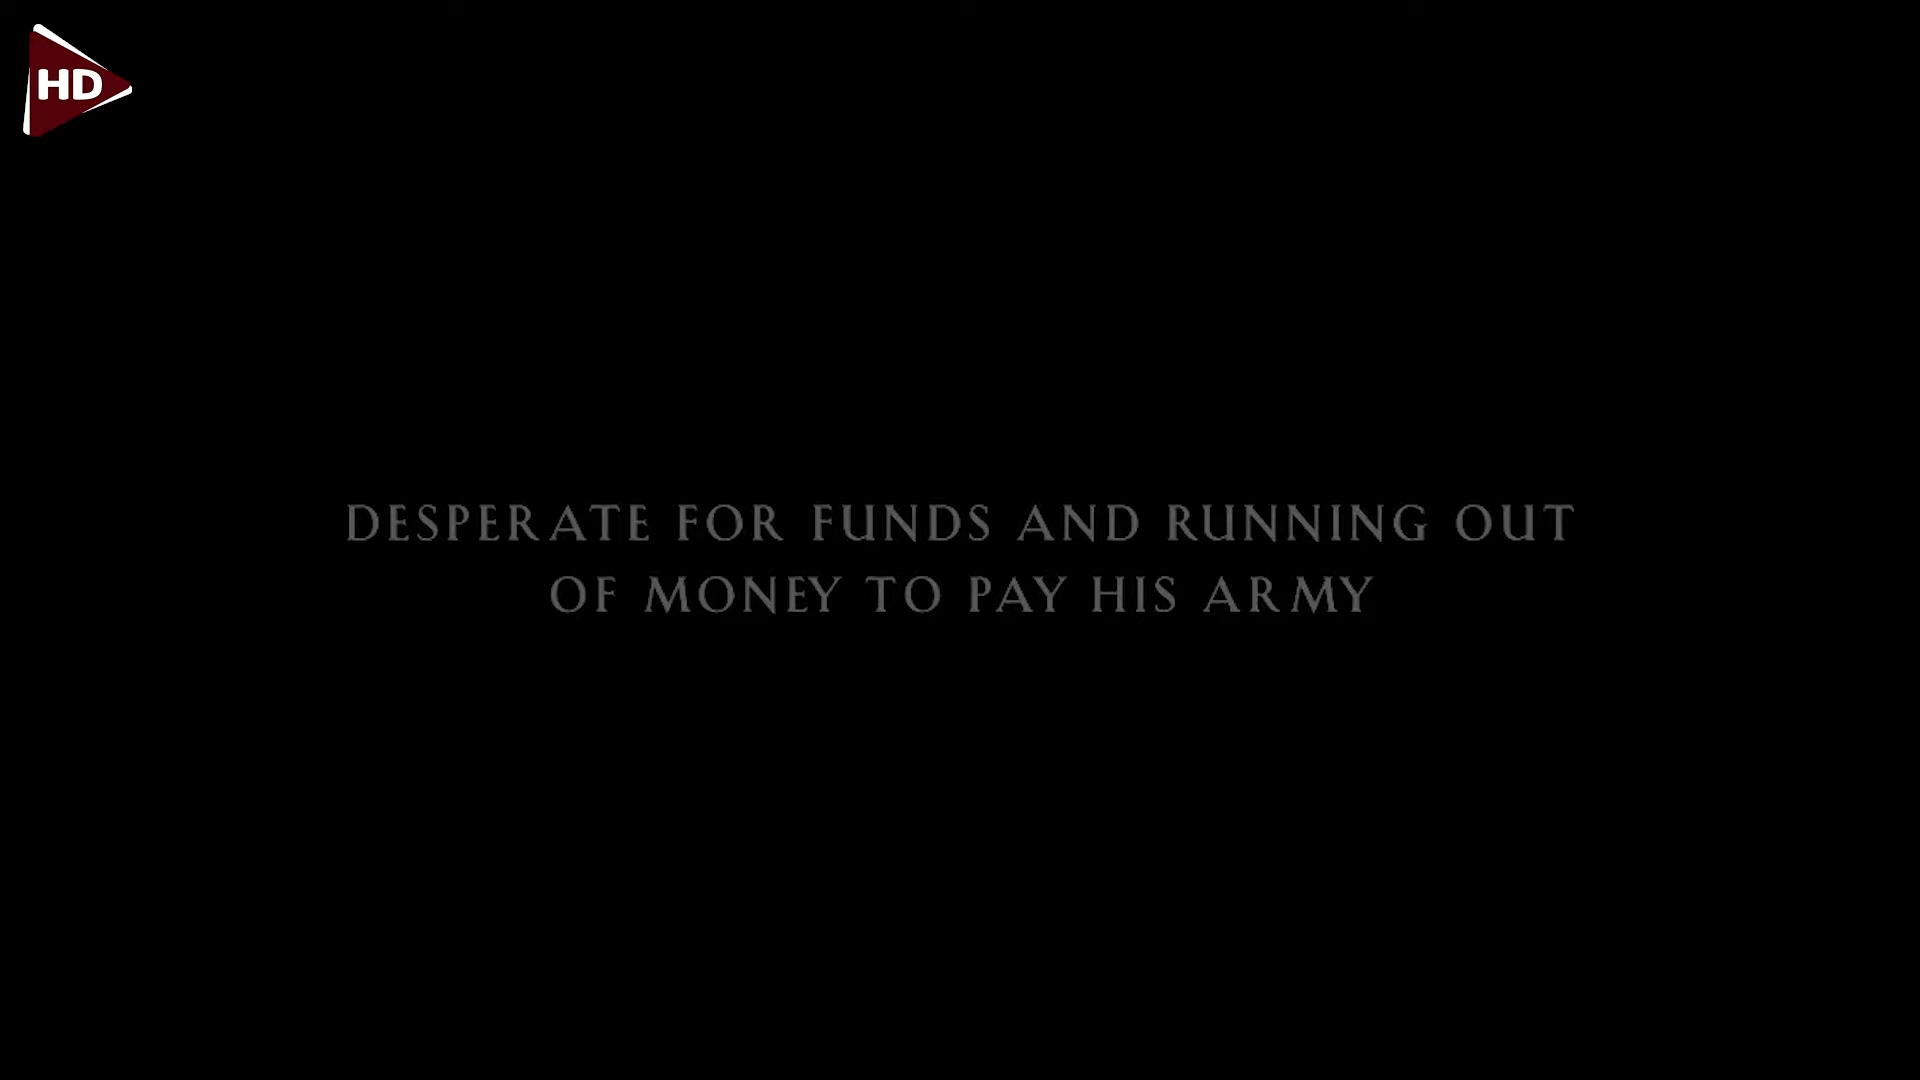 HD
DESPERATE FOR FUNDS AND RUNNING OUT
OF MONEY TO PAY HIS ARMY